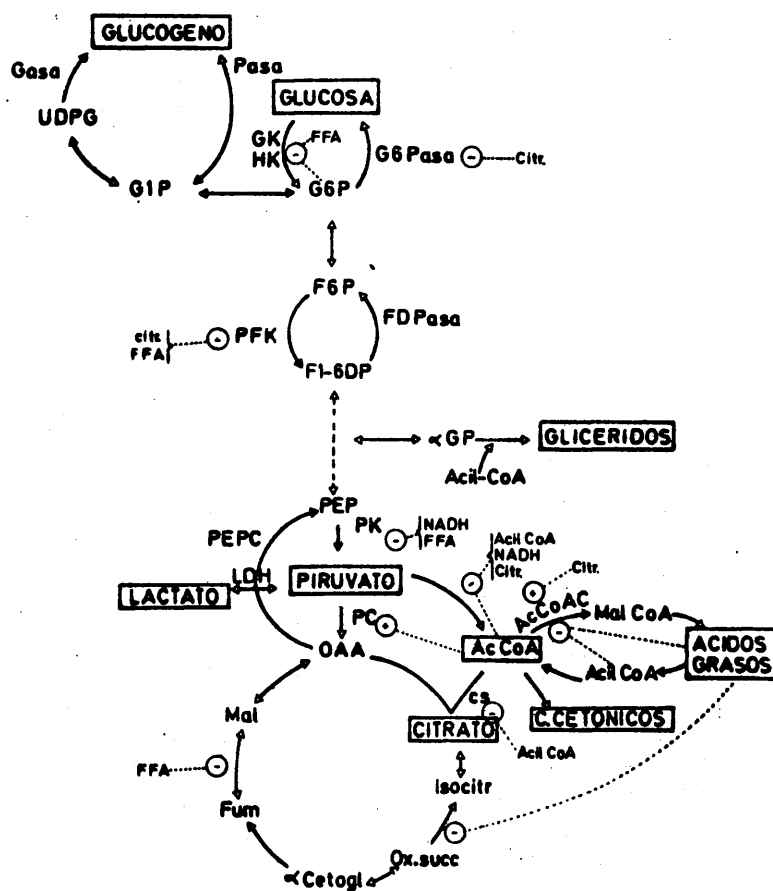 GLUCOGENO
Gasa
Pasa
UDPG
G1P
GLUCOSA
GK
HK
FFA
-
G6P
G6Pasa
-
Citr.
F6P
citr.
FFA
-
PFK
FDPasa
F1-6DP
∝GP
GLICERIDOS
Acil-CoA
PEP
PEPC
PK
-
NADH
FFA
Acil CoA
NADH
Citr.
-
+
Citr.
AcCoAC
Mal CoA
LDH
LACTATO
PIRUVATO
PC
+
-
OAA
Ac CoA
Acil CoA
ACIDOS
GRASOS
Mal
cs
-
CITRATO
C.CETONICOS
Acil CoA
FFA
-
Isocitr
Fum
-
Ox.succ
∝Cetogl